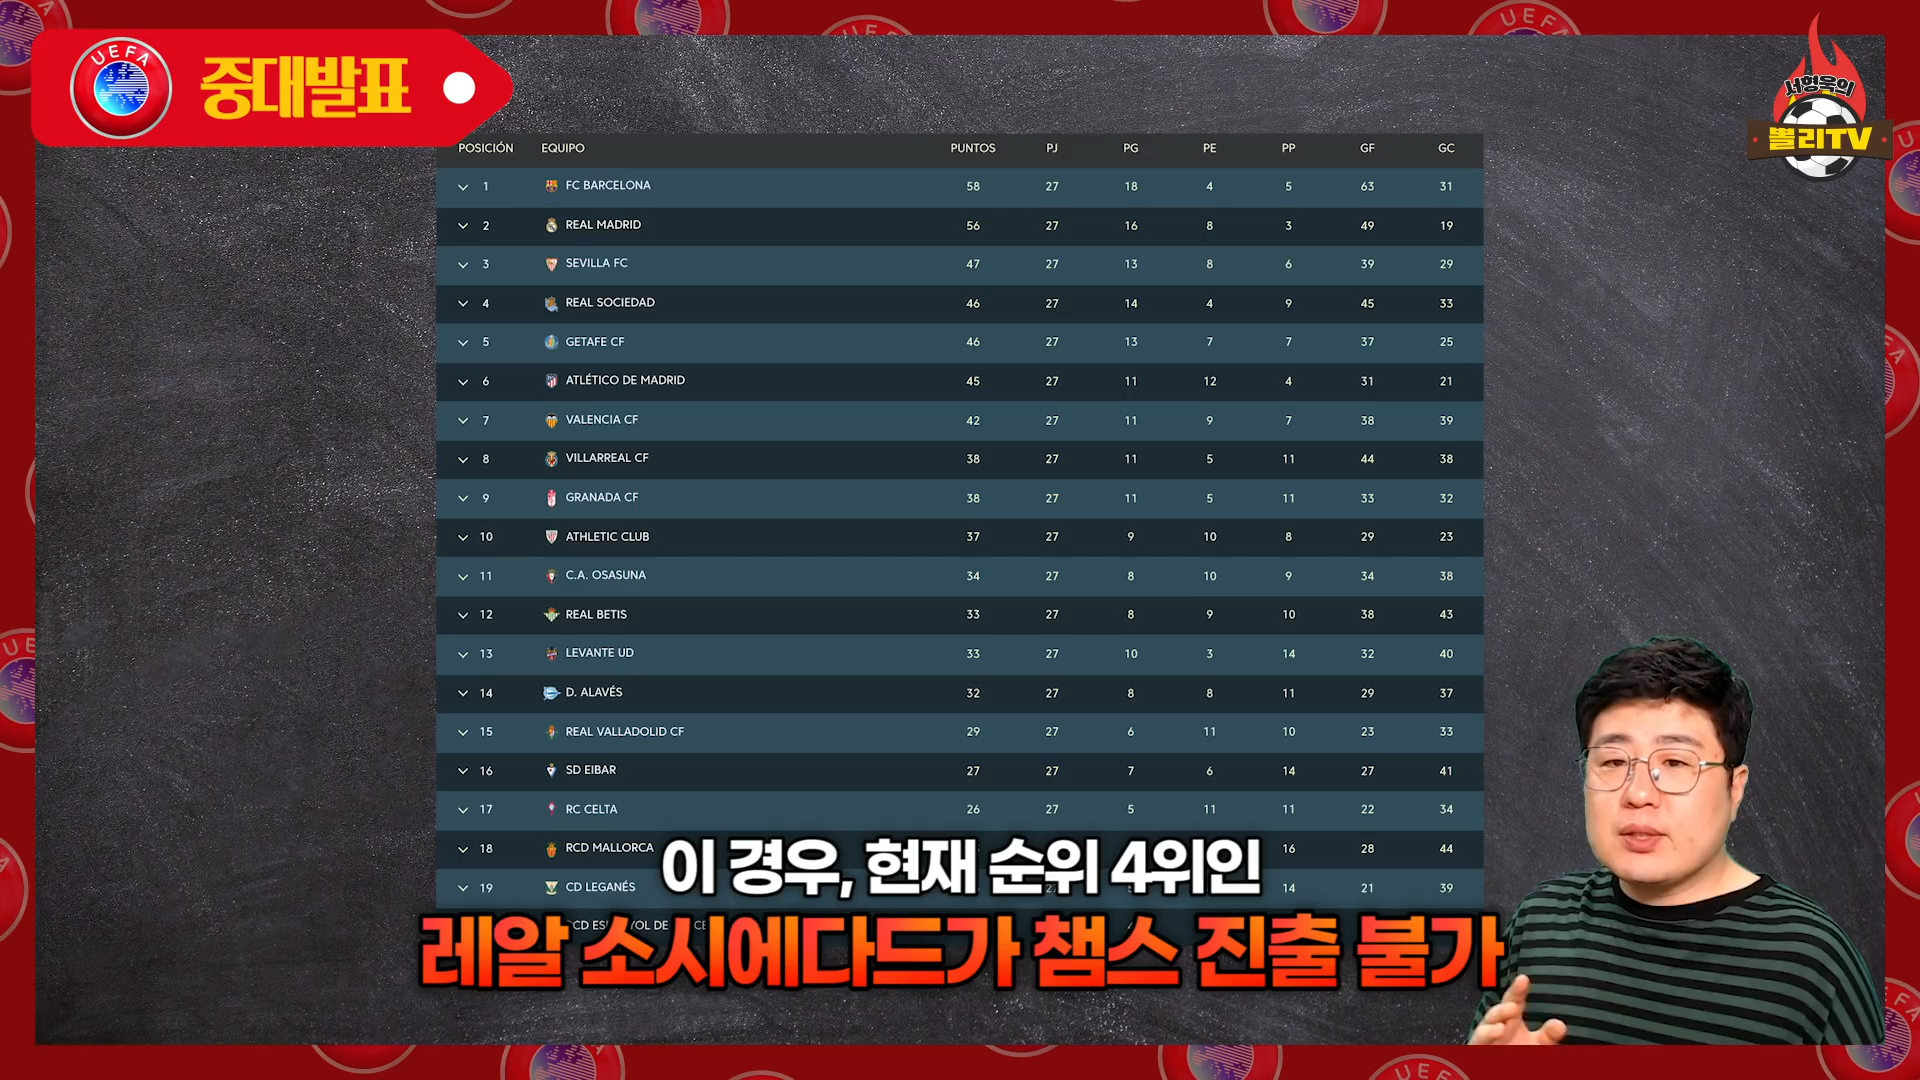 UEFA
중대발표
서형욱의
뽈리TV
POSICIÓN EQUIPO PUNTOS PJ PG PE PP GF GC
1 FC BARCELONA 58 27 18 4 5 63 31
2 REAL MADRID 56 27 16 8 3 49 19
3 SEVILLA FC 47 27 13 8 6 39 29
4 REAL SOCIEDAD 46 27 14 4 9 45 33
5 GETAFE CF 46 27 13 7 7 37 25
6 ATLÉTICO DE MADRID 45 27 11 12 4 31 21
7 VALENCIA CF 42 27 11 9 7 38 39
8 VILLARREAL CF 38 27 11 5 11 44 38
9 GRANADA CF 38 27 11 5 11 33 32
10 ATHLETIC CLUB 37 27 9 10 8 29 23
11 C.A. OSASUNA 34 27 8 10 9 34 38
12 REAL BETIS 33 27 8 9 10 38 43
13 LEVANTE UD 33 27 10 3 14 32 40
14 D. ALAVÉS 32 27 8 8 11 29 37
15 REAL VALLADOLID CF 29 27 6 11 10 23 33
16 SD EIBAR 27 27 7 6 14 27 41
17 RC CELTA 26 27 5 11 11 22 34
18 RCD MALLORCA 16 28 44
19 CD LEGANÉS 14 21 39
이 경우, 현재 순위 4위인
레알 소시에다드가 챔스 진출 불가